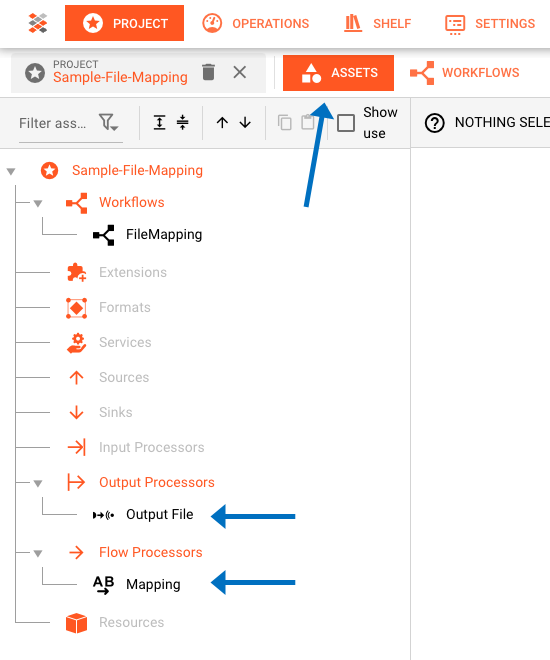 PROJECT OPERATIONS SHELF SETTINGS
PROJECT
Sample-File-Mapping
ASSETS WORKFLOWS
Filter ass...
Show
use
NOTHING SELE
Sample-File-Mapping
Workflows
FileMapping
Extensions
Formats
Services
Sources
Sinks
Input Processors
Output Processors
Output File
Flow Processors
AB Mapping
Resources